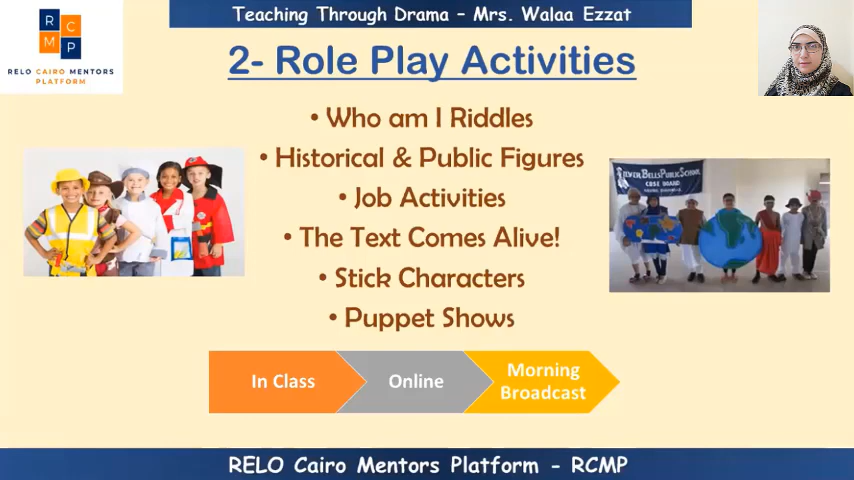 Teaching Through Drama – Mrs. Walaa Ezzat
R C
M P
RELO CAIRO MENTORS
PLATFORM
2- Role Play Activities
• Who am I Riddles
• Historical & Public Figures
• Job Activities
• The Text Comes Alive!
• Stick Characters
• Puppet Shows
SILVER BELLS PUBLIC SCHOOL
CBSE BOARD
In Class
Online
Morning
Broadcast
RELO Cairo Mentors Platform - RCMP